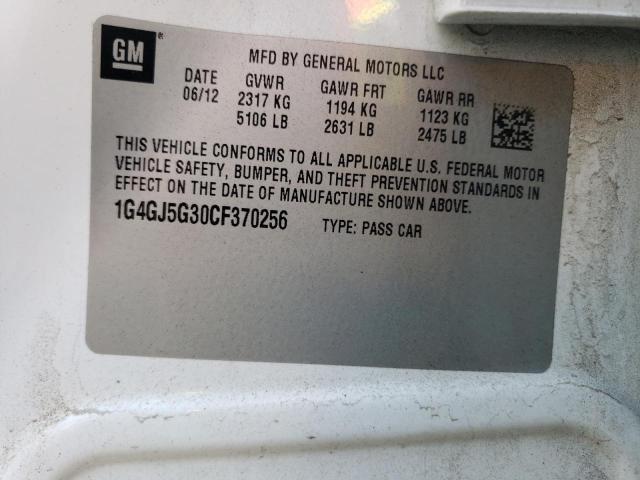 GM ®
MFD BY GENERAL MOTORS LLC
DATE GVWR GAWR FRT GAWR RR
06/12 2317 KG 1194 KG 1123 KG
5106 LB 2631 LB 2475 LB
THIS VEHICLE CONFORMS TO ALL APPLICABLE U.S. FEDERAL MOTOR
VEHICLE SAFETY, BUMPER, AND THEFT PREVENTION STANDARDS IN
EFFECT ON THE DATE OF MANUFACTURE SHOWN ABOVE.
1G4GJ5G30CF370256 TYPE: PASS CAR